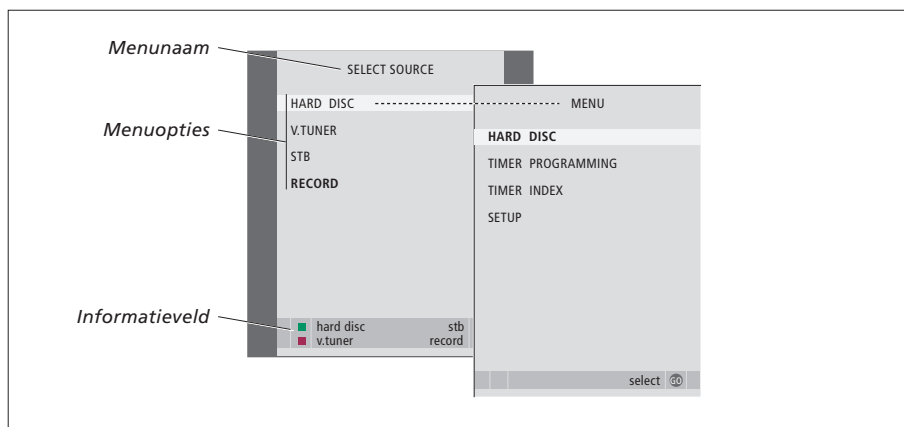 Menunaam
SELECT SOURCE
HARD DISC
MENU
Menuopties
V.TUNER
STB
RECORD
HARD DISC
TIMER PROGRAMMING
TIMER INDEX
SETUP
Informatieveld
hard disc stb
v.tuner record
select GO